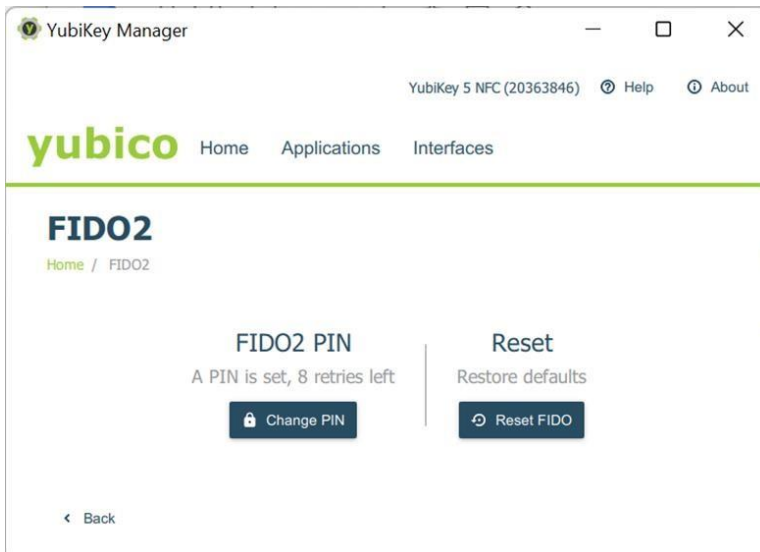 YubiKey Manager
YubiKey 5 NFC (20363846) Help About
yubico Home Applications Interfaces
FIDO2
Home / FIDO2
FIDO2 PIN
A PIN is set, 8 retries left
Change PIN
Reset
Restore defaults
Reset FIDO
Back